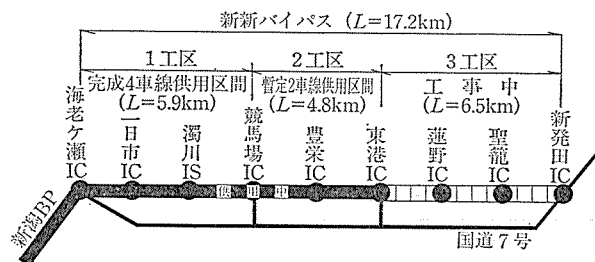 新新バイパス（L=17.2km）
1工区
2工区
3工区
完成4車線供用区間
（L=5.9km）
暫定2車線供用区間
（L=4.8km）
工事中
（L=6.5km）
海老ケ瀬IC
一日市IC
濁川IS
競馬場IC
豊栄IC
東港IC
蓮野IC
聖籠IC
新発田IC
供用中
新潟BP
国道7号